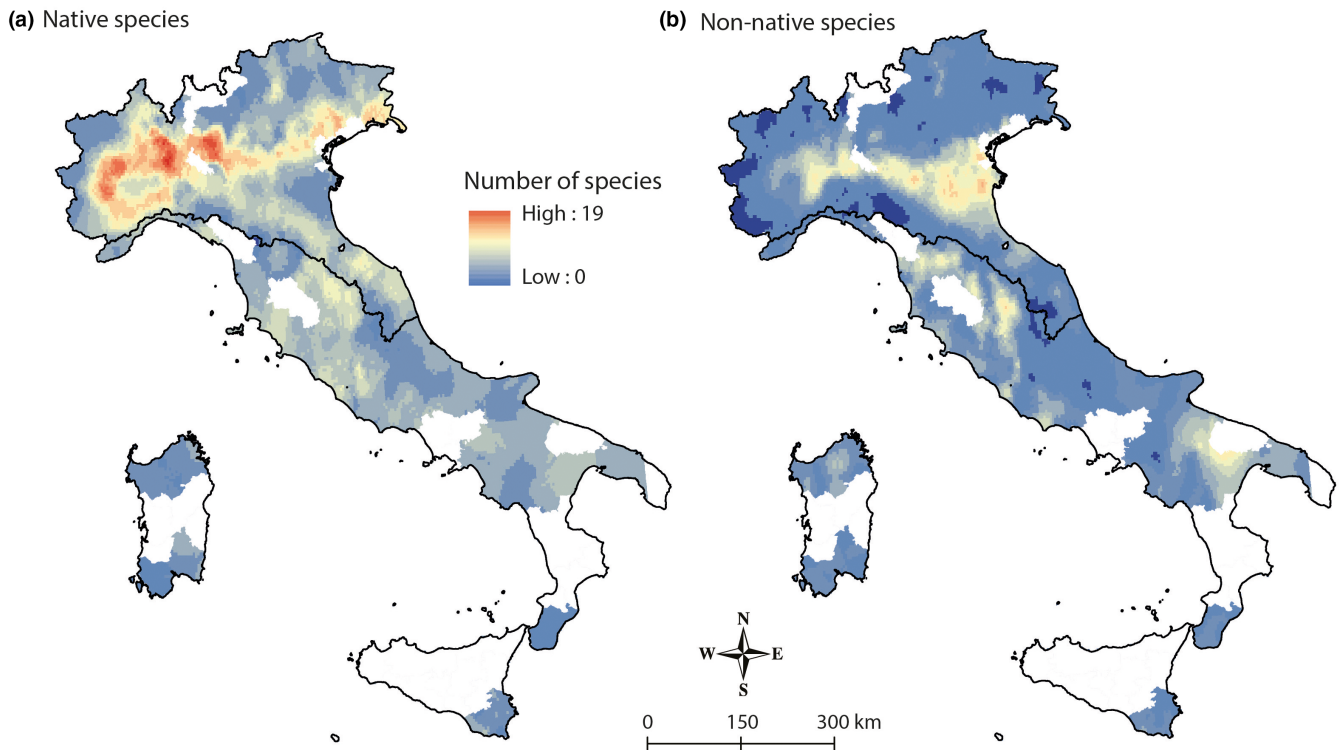 (a) Native species
(b) Non-native species
Number of species
High : 19
Low : 0
N
W E
S
0 150 300 km